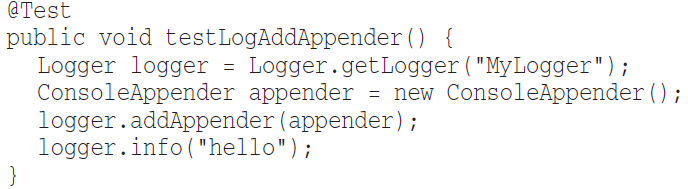 @Test
public void testLogAddAppender() {
  Logger logger = Logger.getLogger("MyLogger");
  ConsoleAppender appender = new ConsoleAppender();
  logger.addAppender(appender);
  logger.info("hello");
}